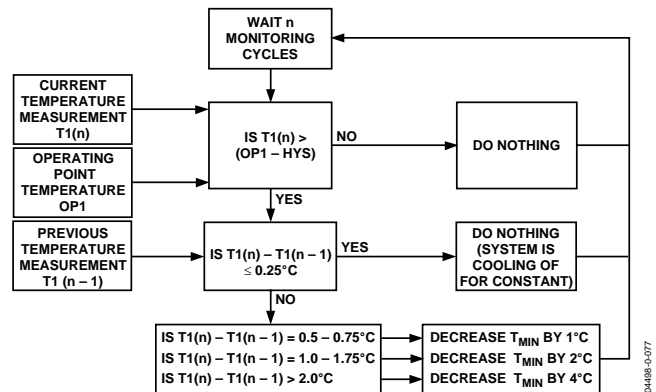 WAIT n
MONITORING
CYCLES
CURRENT
TEMPERATURE
MEASUREMENT
T1(n)
IS T1(n) >
(OP1 – HYS)
NO
DO NOTHING
OPERATING
POINT
TEMPERATURE
OP1
YES
PREVIOUS
TEMPERATURE
MEASUREMENT
T1 (n – 1)
IS T1(n) – T1(n – 1)
≤ 0.25°C
YES
DO NOTHING
(SYSTEM IS
COOLING OF
FOR CONSTANT)
NO
IS T1(n) – T1(n – 1) = 0.5 – 0.75°C
DECREASE TMIN BY 1°C
IS T1(n) – T1(n – 1) = 1.0 – 1.75°C
DECREASE TMIN BY 2°C
IS T1(n) – T1(n – 1) > 2.0°C
DECREASE TMIN BY 4°C
04498-0-077